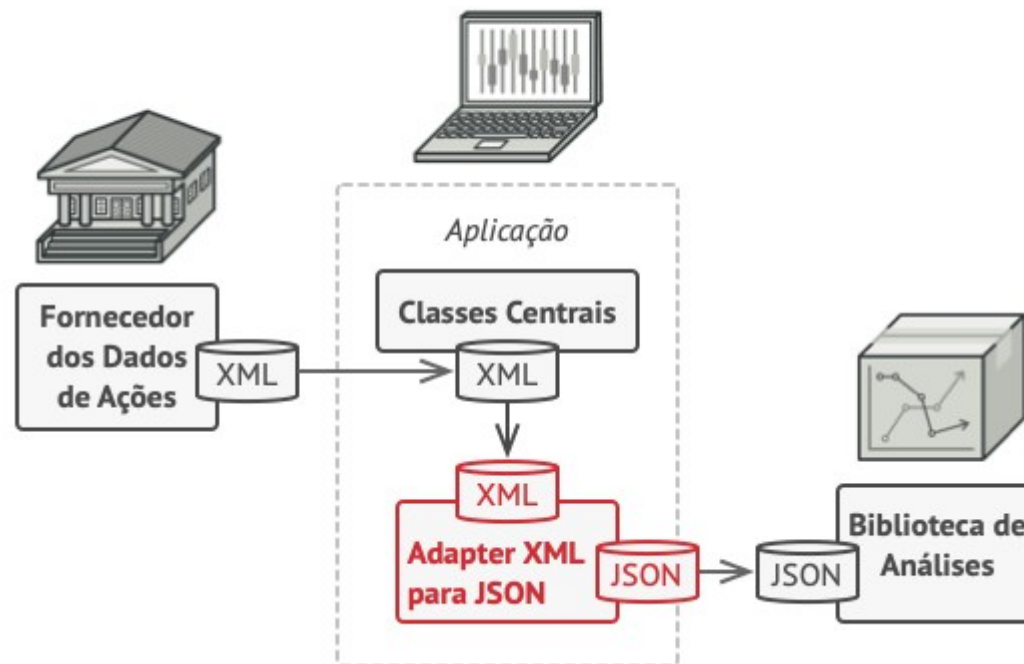 Aplicação
Fornecedor
dos Dados
de Ações
XML
Classes Centrais
XML
XML
Adapter XML
para JSON
JSON
JSON
Biblioteca de
Análises